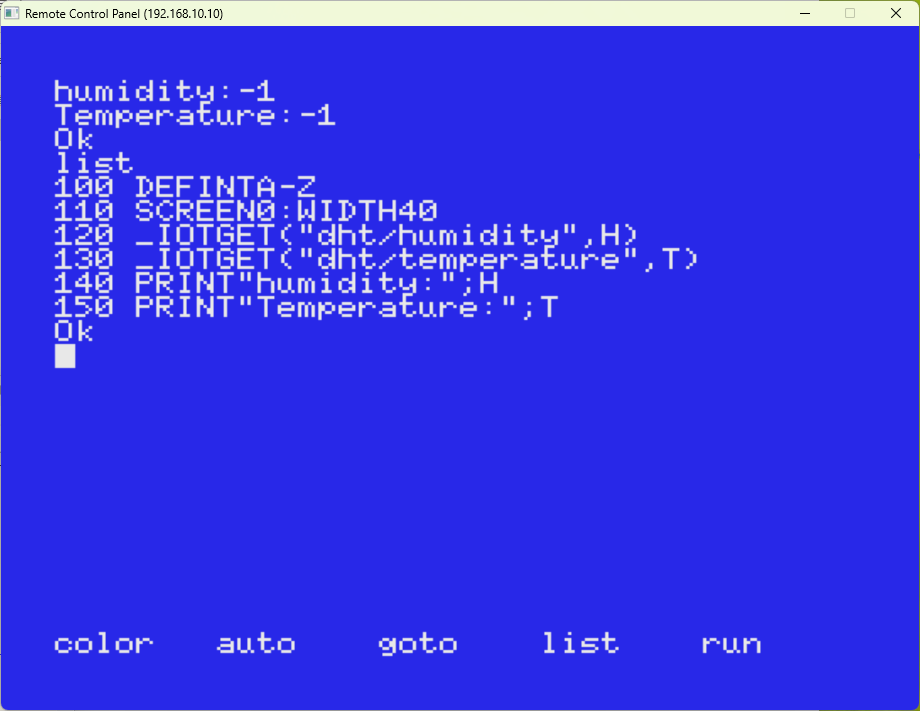 Remote Control Panel (192.168.10.10)
humidity:-1
Temperature:-1
Ok
list
100 DEFINTA-Z
110 SCREEN0:WIDTH40
120 _IOTGET("dht/humidity",H)
130 _IOTGET("dht/temperature",T)
140 PRINT"humidity:";H
150 PRINT"Temperature:";T
Ok
color auto goto list run